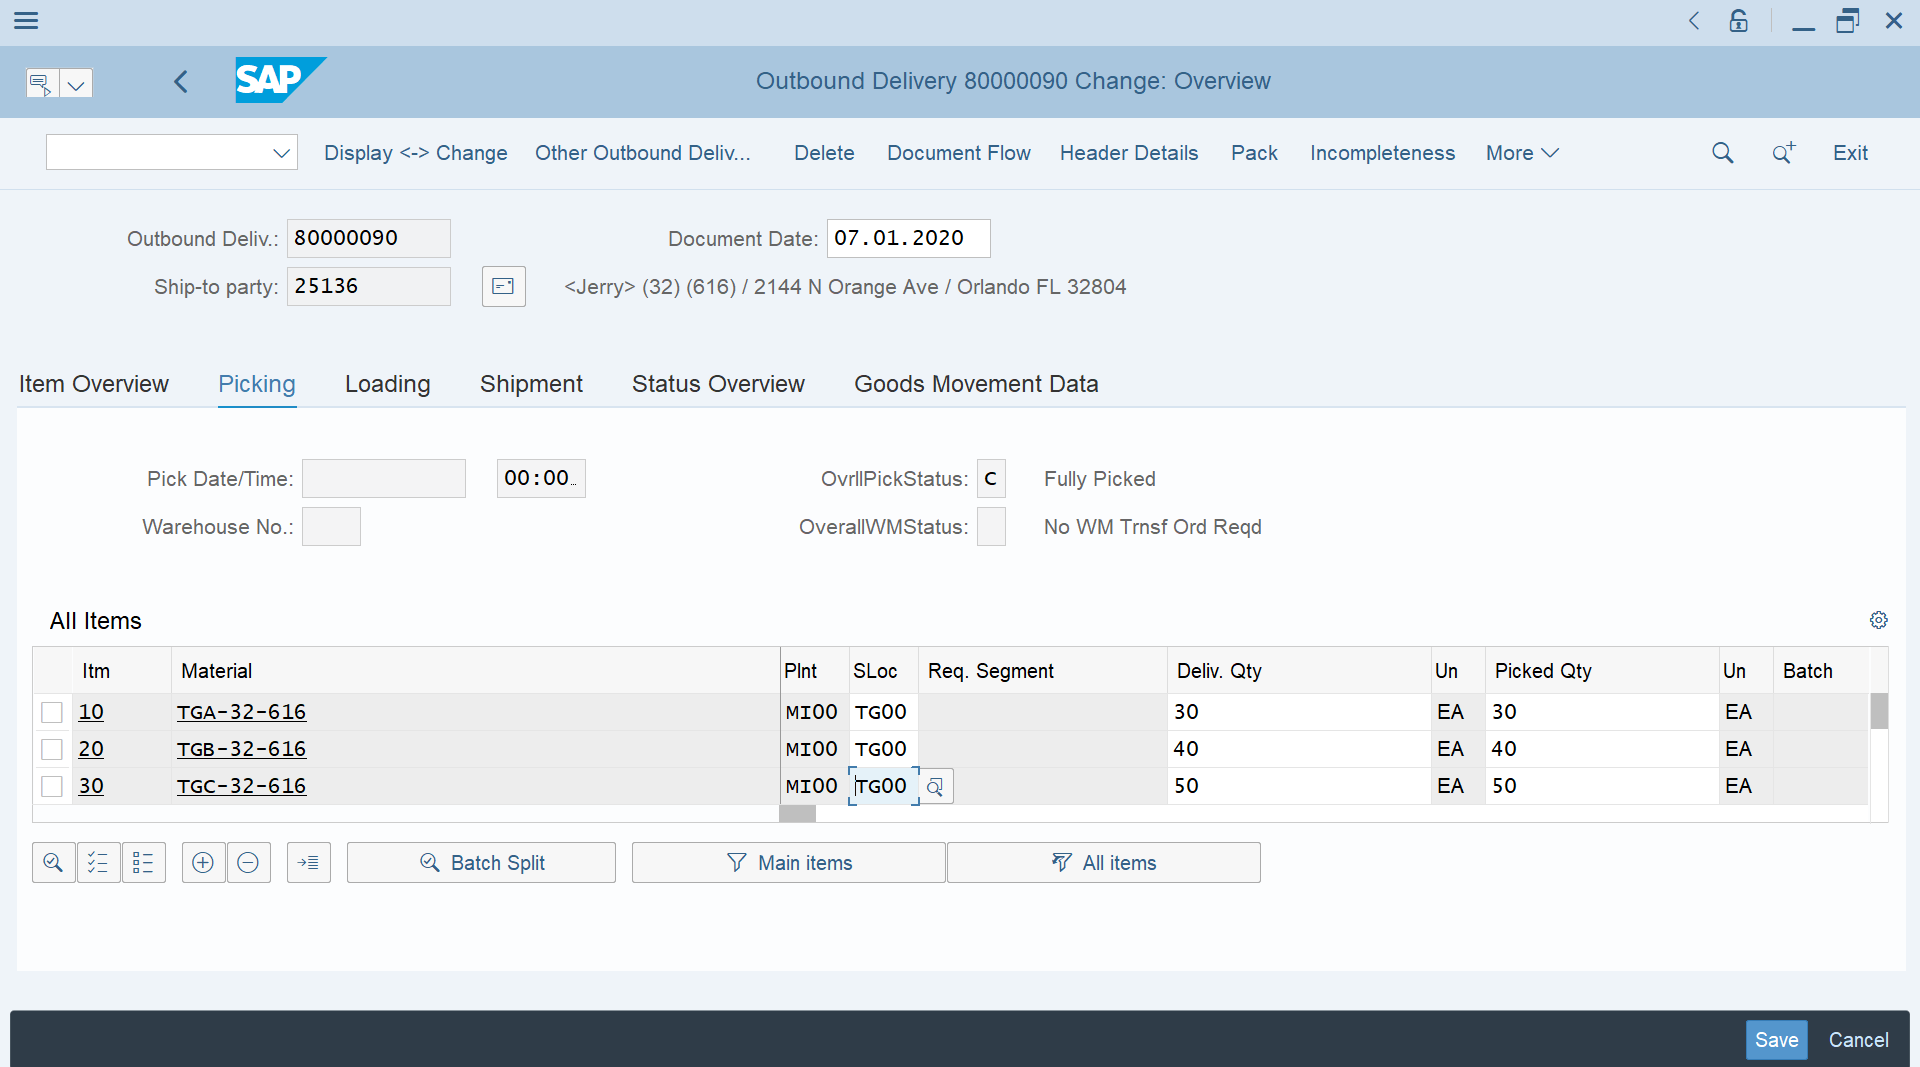 SAP
Outbound Delivery 80000090 Change: Overview
Display <-> Change Other Outbound Deliv... Delete Document Flow Header Details Pack Incompleteness More Exit
Outbound Deliv.: 80000090 Document Date: 07.01.2020
Ship-to party: 25136 <Jerry> (32) (616) / 2144 N Orange Ave / Orlando FL 32804
Item Overview Picking Loading Shipment Status Overview Goods Movement Data
Pick Date/Time: 00:00… OvrllPickStatus: C Fully Picked
Warehouse No.: OverallWMStatus: No WM Trnsf Ord Reqd
All Items
Itm Material Plnt SLoc Req. Segment Deliv. Qty Un Picked Qty Un Batch
10 TGA-32-616 MI00 TG00 30 EA 30 EA
20 TGB-32-616 MI00 TG00 40 EA 40 EA
30 TGC-32-616 MI00 TG00 50 EA 50 EA
Batch Split Main items All items
Save Cancel